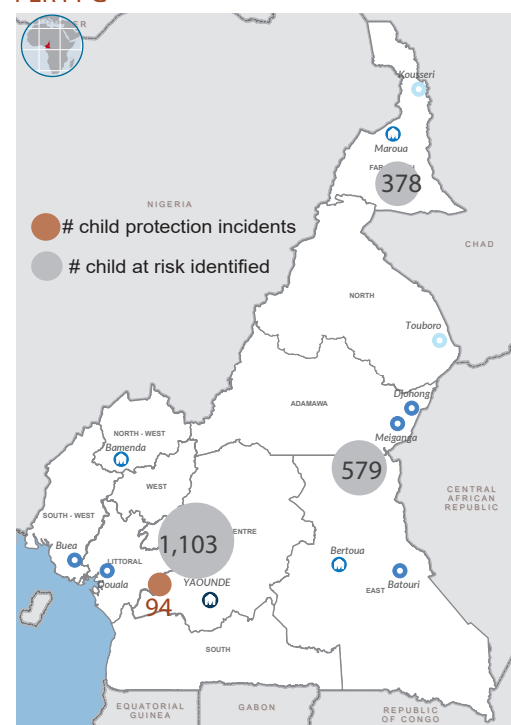 ER
Kousseri
Maroua
FAR
378
NIGERIA
# child protection incidents
# child at risk identified
CHAD
NORTH
Touboro
ADAMAWA
Djohong
Meiganga
NORTH - WEST
Bamenda
579
WEST
CENTRAL
AFRICAN
REPUBLIC
SOUTH - WEST
1,103
ENTRE
Buea
LITTORAL
Douala
YAOUNDE
94
Bertoua
Batouri
EAST
SOUTH
EQUATORIAL
GUINEA
GABON
REPUBLIC
OF CONGO